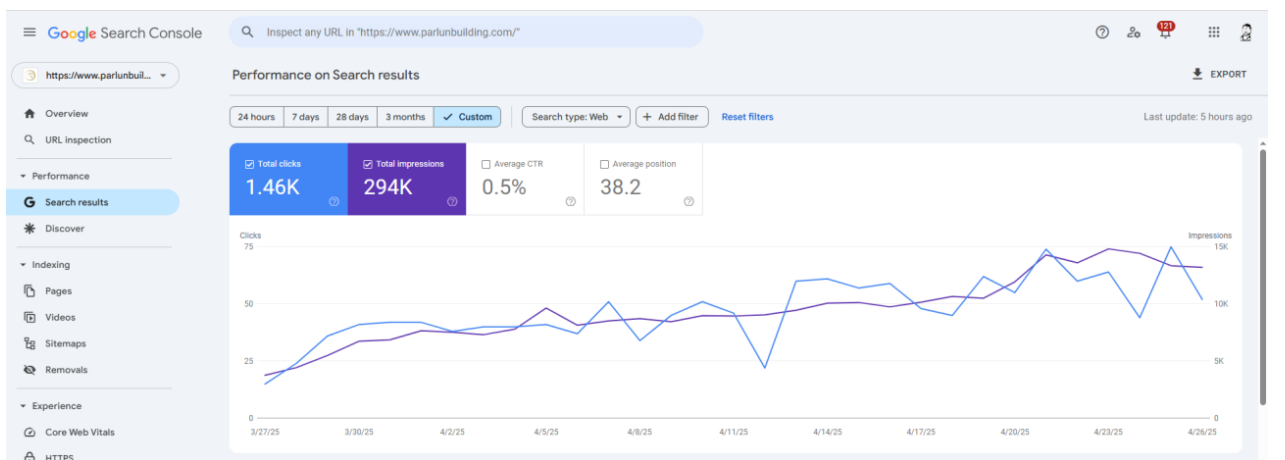 Google Search Console
Inspect any URL in "https://www.parlunbuilding.com/"
121
https://www.parlunbuil...
Performance on Search results
EXPORT
Overview
URL inspection
Performance
Search results
Discover
Indexing
Pages
Videos
Sitemaps
Removals
Experience
Core Web Vitals
HTTPS
24 hours 7 days 28 days 3 months Custom Search type: Web + Add filter Reset filters
Last update: 5 hours ago
Total clicks
1.46K
Total impressions
294K
Average CTR
0.5%
Average position
38.2
Clicks
Impressions
75
50
25
0
15K
10K
5K
0
3/27/25 3/30/25 4/2/25 4/5/25 4/8/25 4/11/25 4/14/25 4/17/25 4/20/25 4/23/25 4/26/25